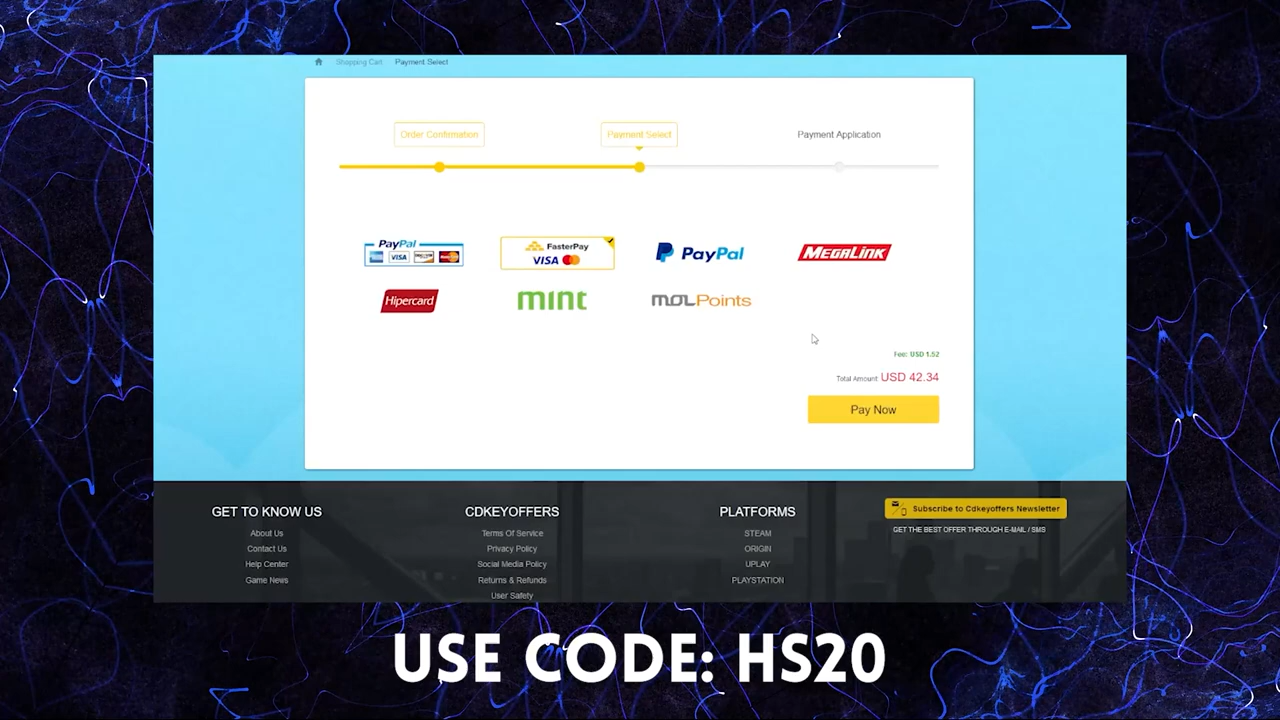 Shopping Cart Payment Select
Order Confirmation Payment Select Payment Application
PayPal VISA
FasterPay
VISA
PayPal
MEGALINK
Hipercard
mint
MOLPoints
Fee: USD 1.52
Total Amount: USD 42.34
Pay Now
GET TO KNOW US
About Us
Contact Us
Help Center
Game News
CDKEYOFFERS
Terms Of Service
Privacy Policy
Social Media Policy
Returns & Refunds
User Safety
PLATFORMS
STEAM
ORIGIN
UPLAY
PLAYSTATION
Subscribe to Cdkeyoffers Newsletter
GET THE BEST OFFER THROUGH E-MAIL / SMS
USE CODE: HS20